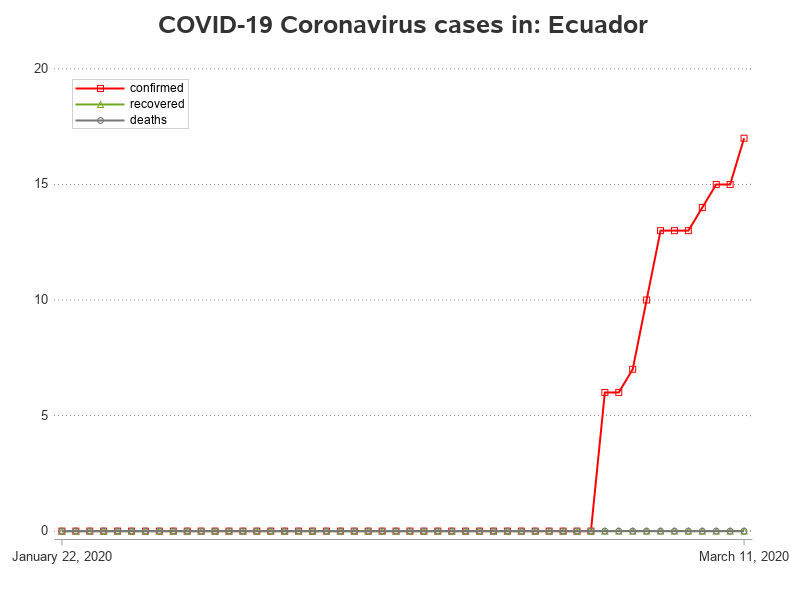 COVID-19 Coronavirus cases in: Ecuador
20
confirmed
recovered
deaths
15
10
5
0
January 22, 2020 March 11, 2020